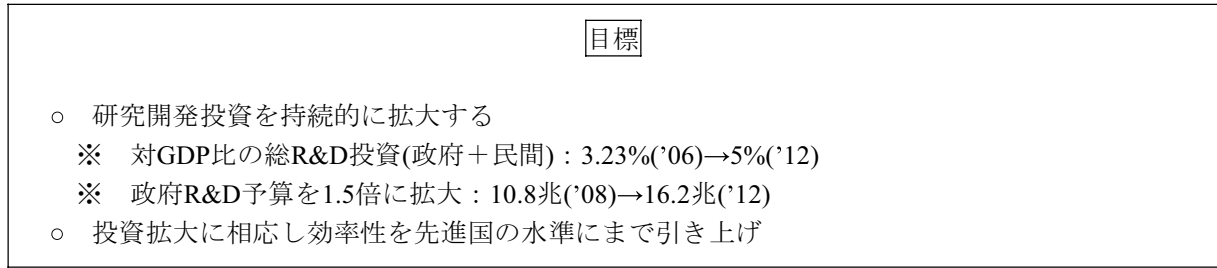 目標
○ 研究開発投資を持続的に拡大する
※ 対GDP比の総R&D投資(政府＋民間)：3.23%(’06)→5%(’12)
※ 政府R&D予算を1.5倍に拡大：10.8兆(’08)→16.2兆(’12)
○ 投資拡大に相応し効率性を先進国の水準にまで引き上げ